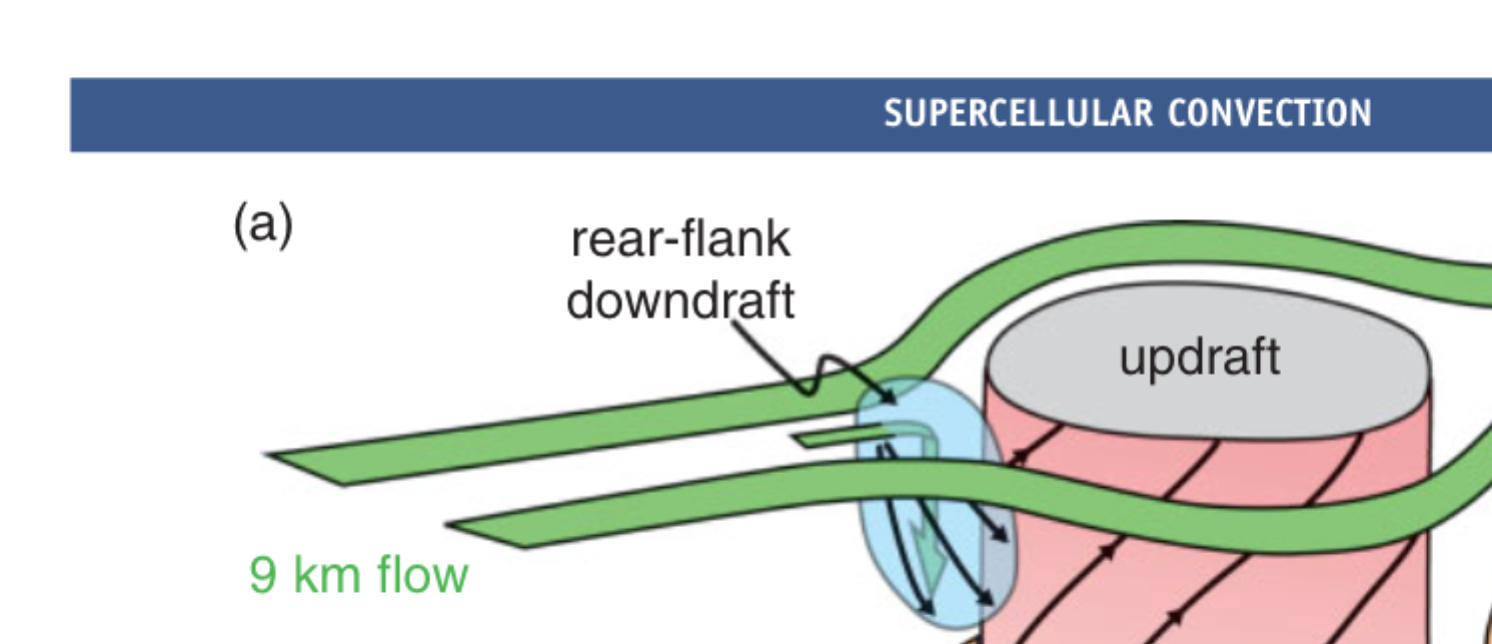 SUPERCELLULAR CONVECTION
(a)
rear-flank
downdraft
updraft
9 km flow